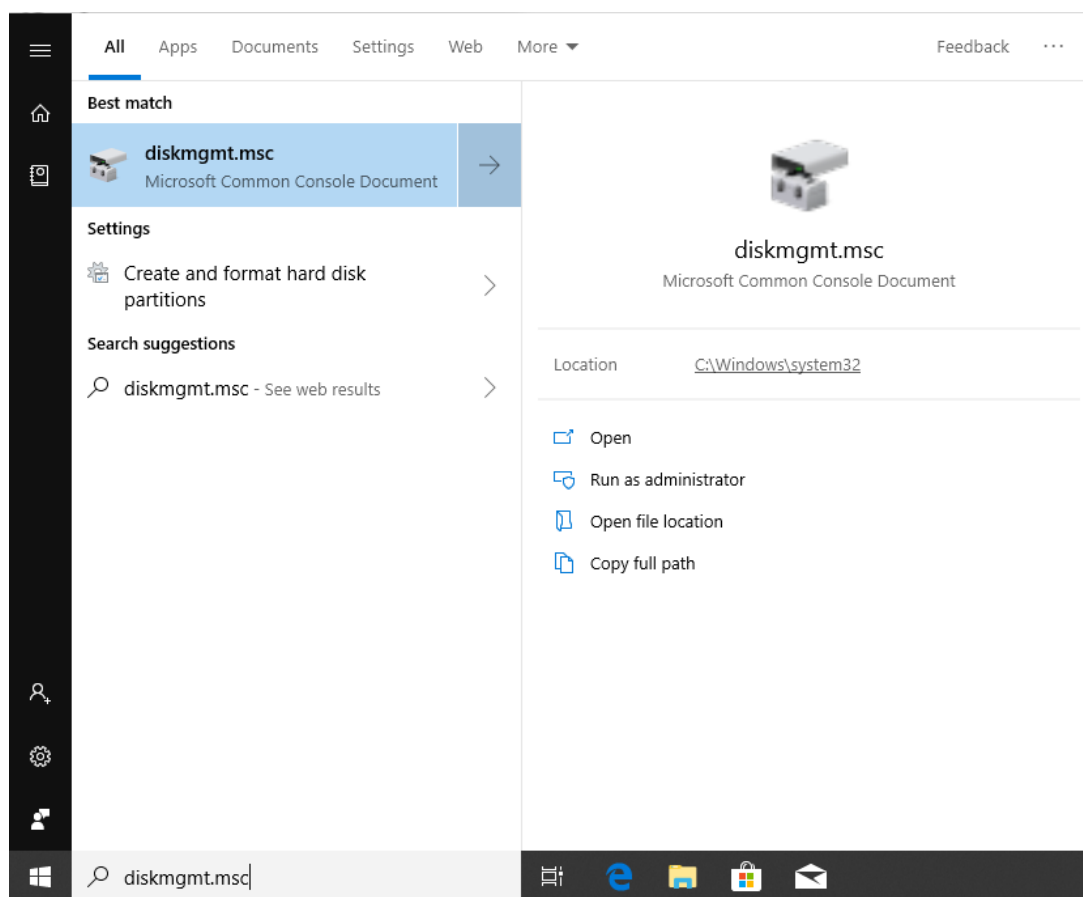 All Apps Documents Settings Web More Feedback ...
Best match
diskmgmt.msc
Microsoft Common Console Document
Settings
Create and format hard disk
partitions
Search suggestions
diskmgmt.msc - See web results
diskmgmt.msc
Microsoft Common Console Document
Location C:\Windows\system32
Open
Run as administrator
Open file location
Copy full path
diskmgmt.msc